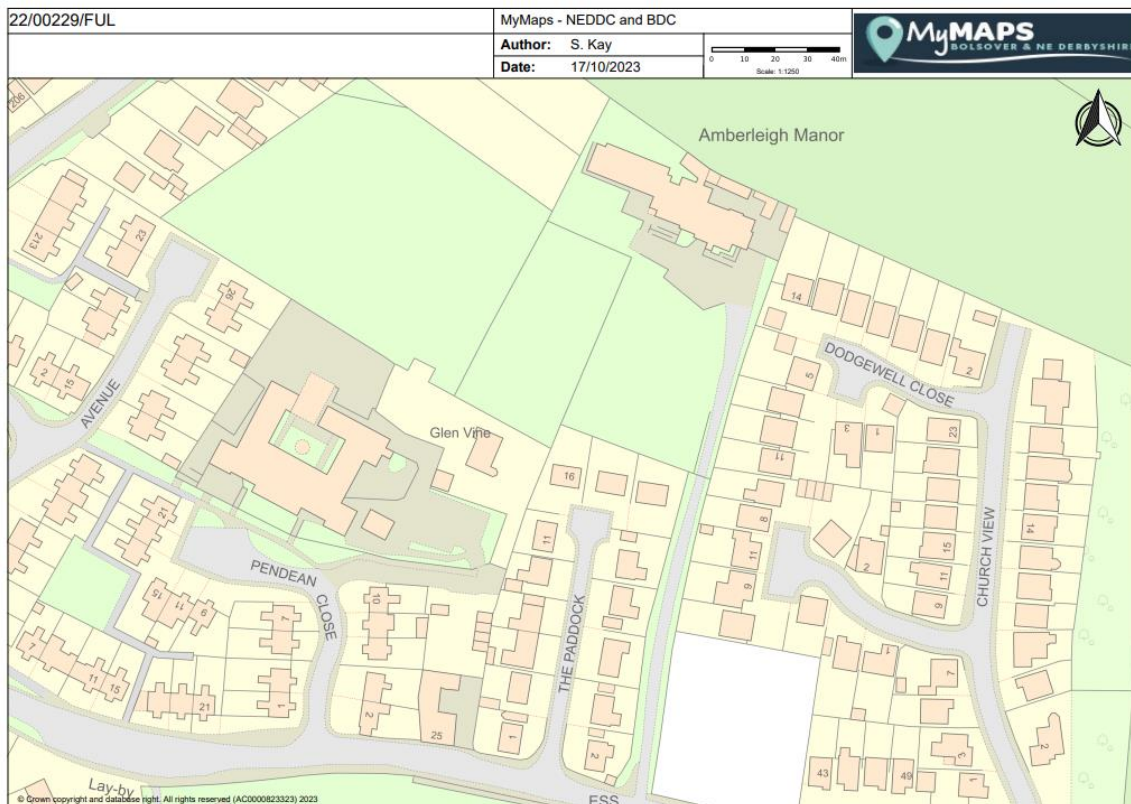 22/00229/FUL
MyMaps - NEDDC and BDC
Author: S. Kay
Date: 17/10/2023
0 10 20 30 40m
Scale: 1:1250
MyMAPS
BOLSOVER & NE DERBYSHIRE
206
Amberleigh Manor
213
23
26
14
2
15
AVENUE
DODGEWELL CLOSE
5
2
Glen Vine
3
1
23
11
16
21
11
8
14
15
CHURCH VIEW
PENDEAN
CLOSE
11
2
11
9
9
15
11
9
10
7
THE PADDOCK
7
11
15
21
1
2
25
1
2
1
7
3
1
2
43
49
Lay-by
ESS
© Crown copyright and database right. All rights reserved (AC0000823323) 2023